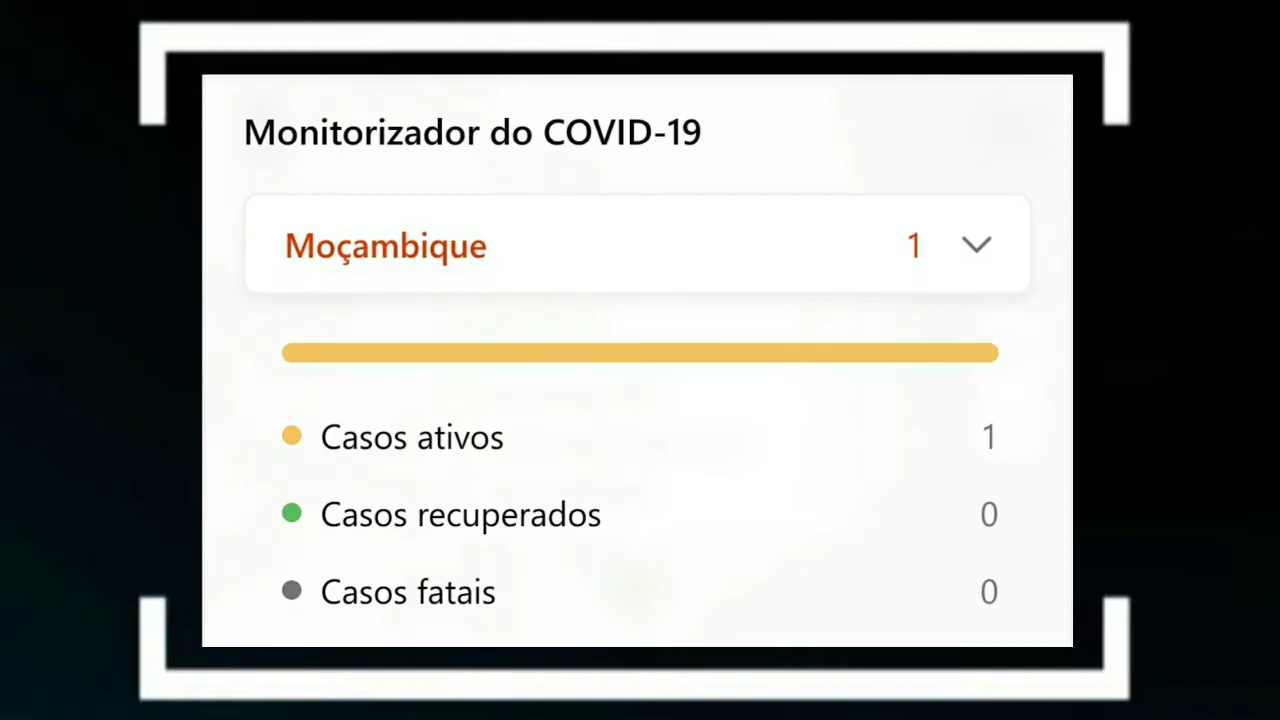 Monitorizador do COVID-19
Moçambique 1
Casos ativos 1
Casos recuperados 0
Casos fatais 0